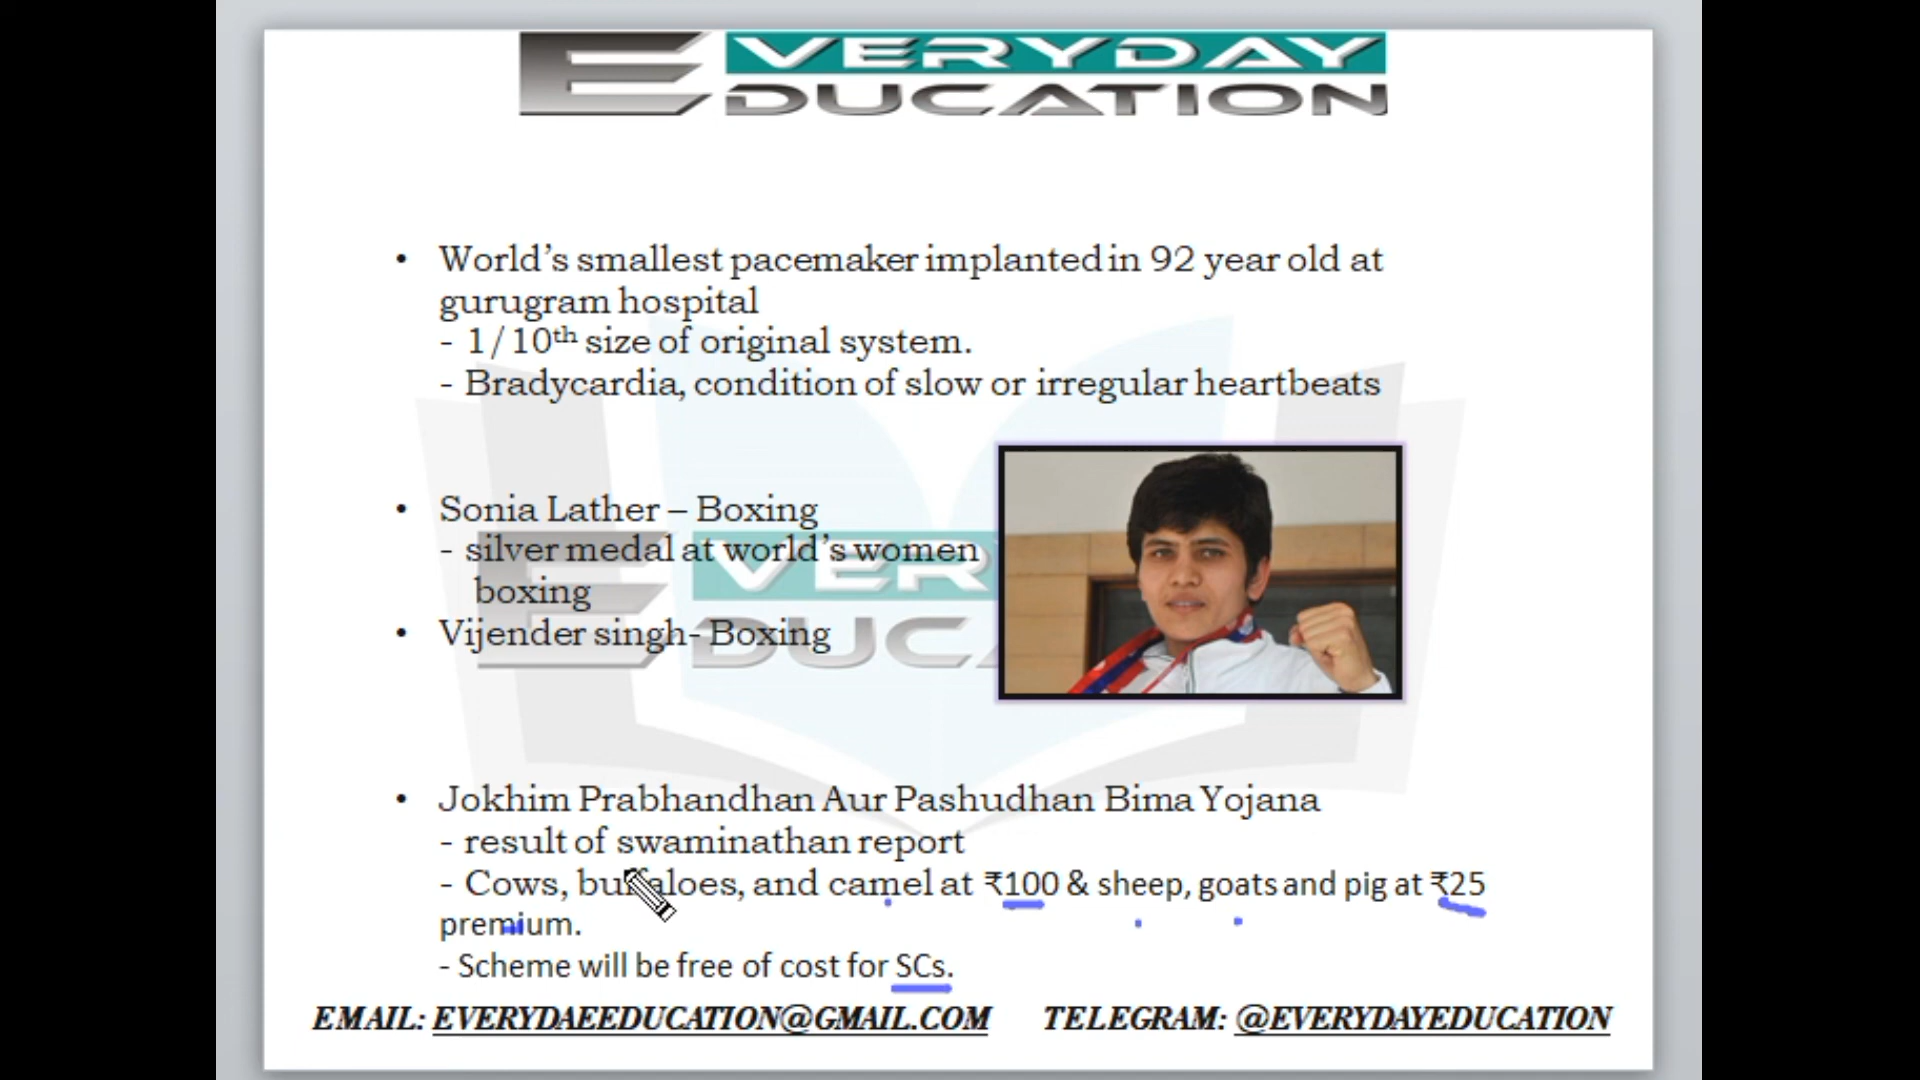 EVERYDAY
EDUCATION
• World’s smallest pacemaker implanted in 92 year old at
gurugram hospital
- 1/10th size of original system.
- Bradycardia, condition of slow or irregular heartbeats
• Sonia Lather – Boxing
- silver medal at world’s women
boxing
• Vijender singh- Boxing
• Jokhim Prabhandhan Aur Pashudhan Bima Yojana
- result of swaminathan report
- Cows, buffaloes, and camel at ₹100 & sheep, goats and pig at ₹25
premium.
- Scheme will be free of cost for SCs.
EMAIL: EVERYDAEEDUCATION@GMAIL.COM TELEGRAM: @EVERYDAYEDUCATION